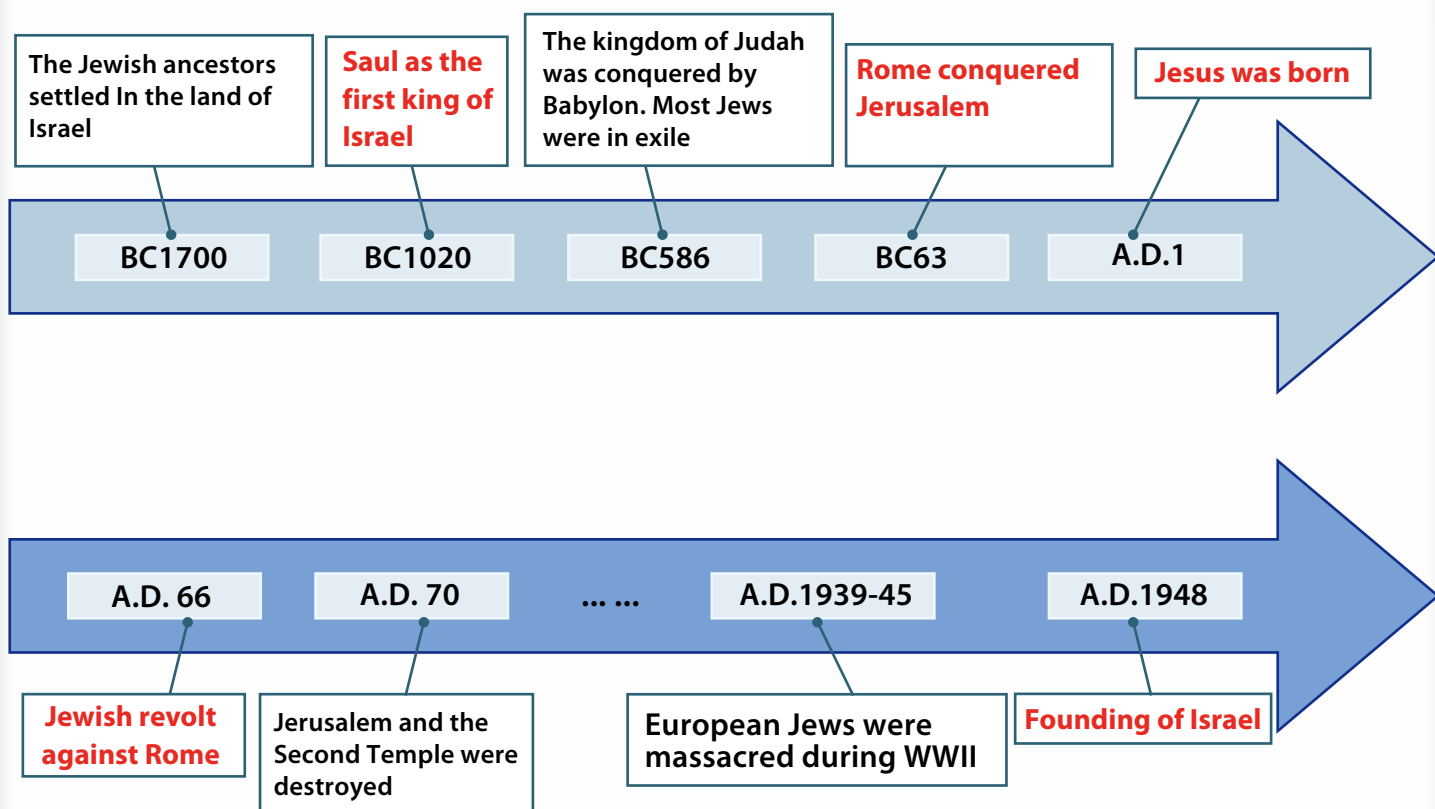 The Jewish ancestors
settled In the land of
Israel
Saul as the
first king of
Israel
The kingdom of Judah
was conquered by
Babylon. Most Jews
were in exile
Rome conquered
Jerusalem
Jesus was born
BC1700
BC1020
BC586
BC63
A.D.1
A.D. 66
A.D. 70
... ...
A.D.1939-45
A.D.1948
Jewish revolt
against Rome
Jerusalem and the
Second Temple were
destroyed
European Jews were
massacred during WWII
Founding of Israel